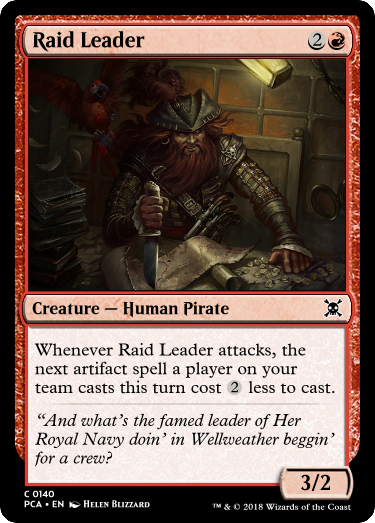 Raid Leader 2
Creature — Human Pirate
Whenever Raid Leader attacks, the
next artifact spell a player on your
team casts this turn cost 2 less to cast.
“And what's the famed leader of Her
Royal Navy doin' in Wellweather beggin'
for a crew?
3/2
C 0140
PCA • EN HELEN BLIZZARD
™ & © 2018 Wizards of the Coast